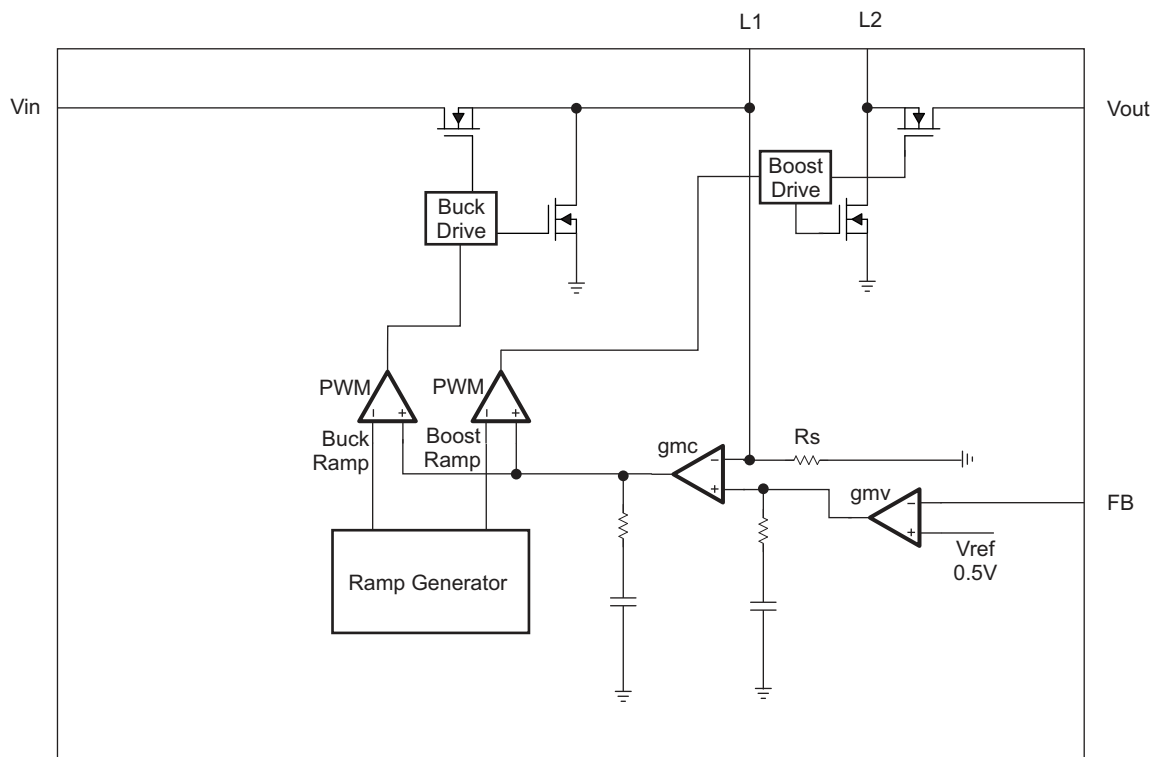 L1
L2
Vin
Vout
Boost
Drive
Buck
Drive
PWM
PWM
Buck
Ramp
Boost
Ramp
gmc
Rs
gmv
FB
Vref
0.5V
Ramp Generator